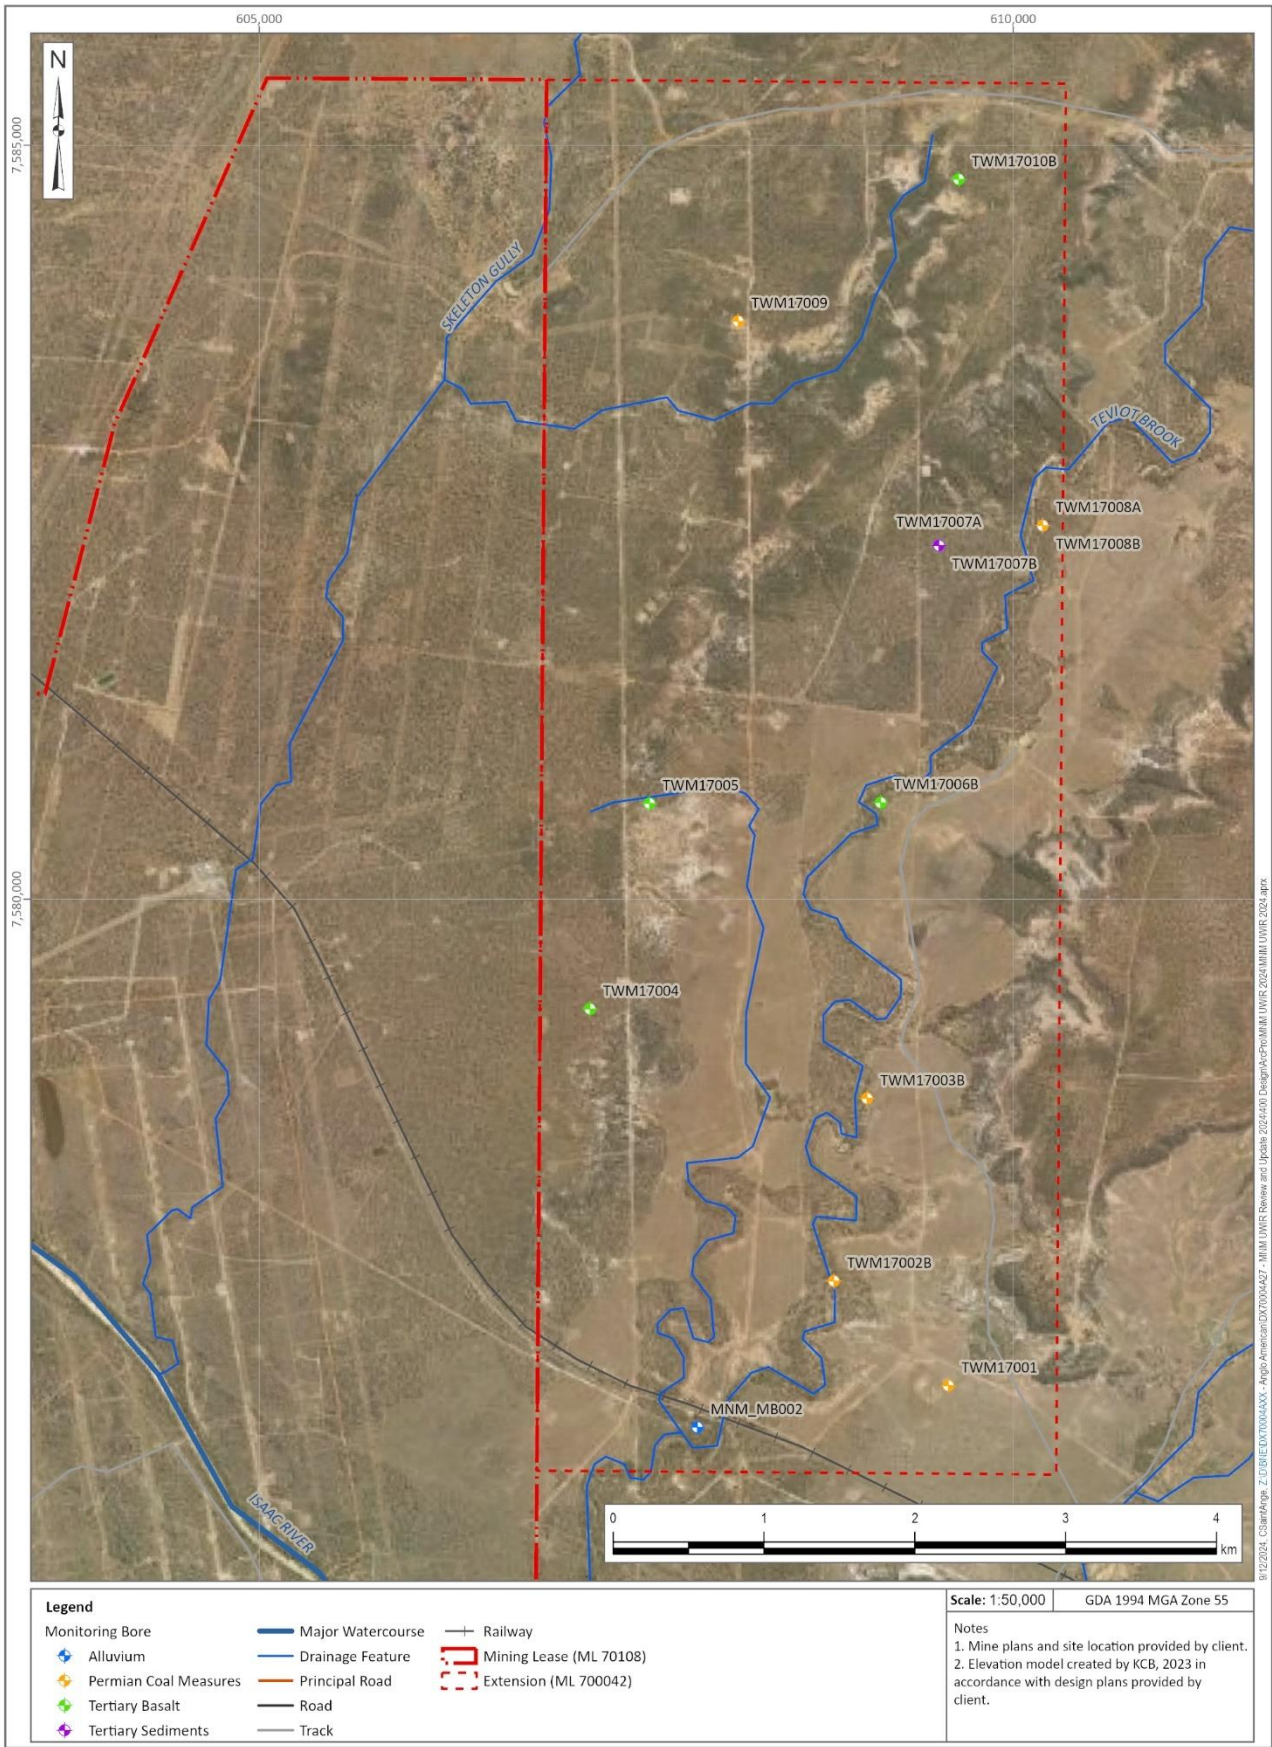 605,000
610,000
N
7,585,000
TWM17010B
SKELETON GULLY
TWM17009
TEVIOT BROOK
TWM17008A
TWM17007A
TWM17008B
TWM17007B
TWM17005
TWM17006B
7,580,000
TWM17004
TWM17003B
TWM17002B
TWM17001
MNM_MB002
ISAAC RIVER
0 1 2 3 4
km
Legend
Monitoring Bore
Alluvium
Permian Coal Measures
Tertiary Basalt
Tertiary Sediments
Major Watercourse
Drainage Feature
Principal Road
Road
Track
Railway
Mining Lease (ML 70108)
Extension (ML 700042)
Scale: 1:50,000
GDA 1994 MGA Zone 55
Notes
1. Mine plans and site location provided by client.
2. Elevation model created by KCB, 2023 in
accordance with design plans provided by
client.